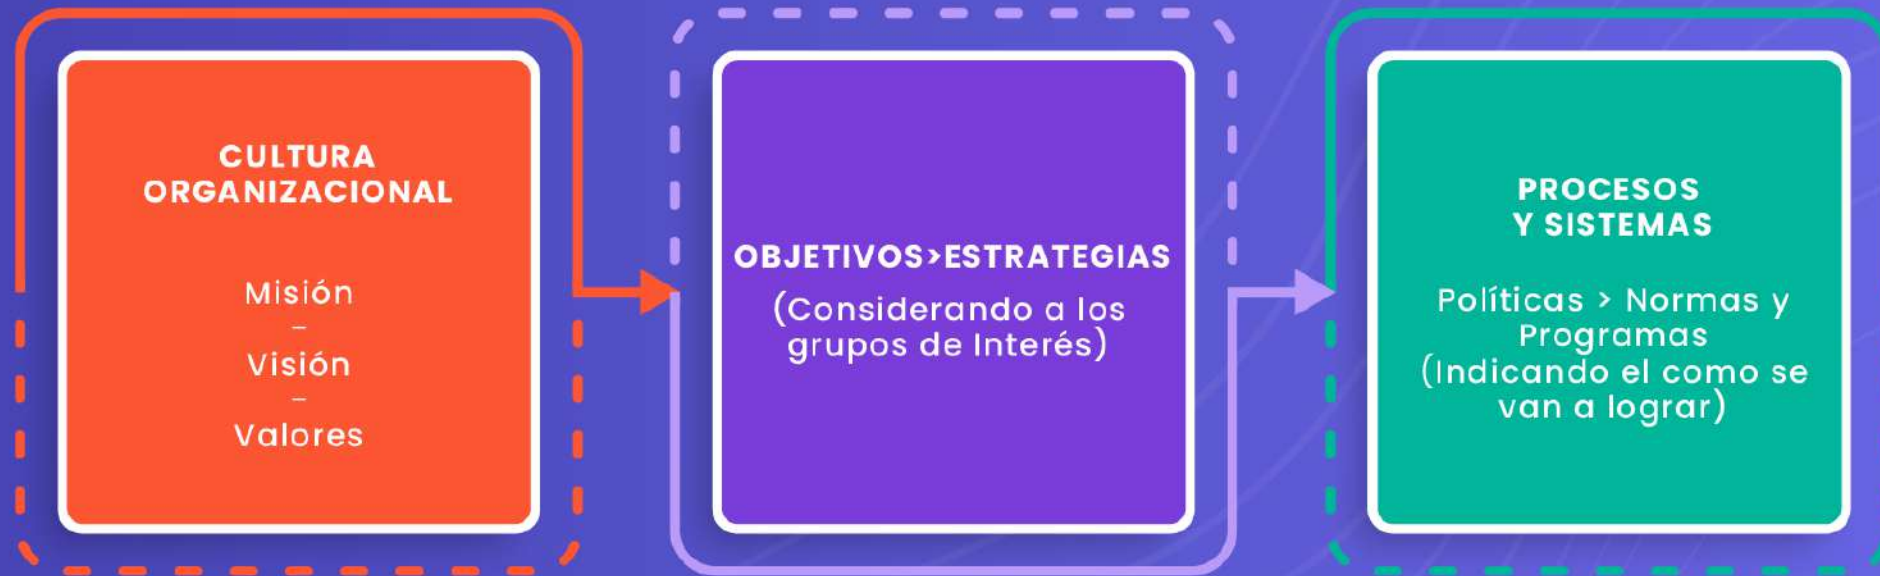 CULTURA
ORGANIZACIONAL
Misión
–
Visión
–
Valores
OBJETIVOS>ESTRATEGIAS
(Considerando a los
grupos de Interés)
PROCESOS
Y SISTEMAS
Políticas > Normas y
Programas
(Indicando el como se
van a lograr)